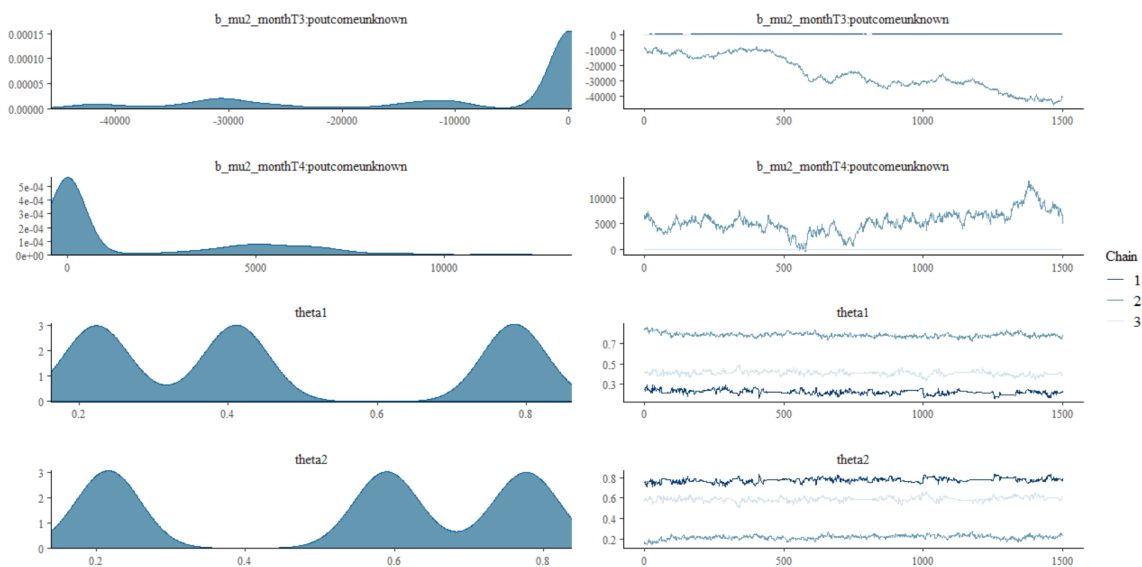 b_mu2_monthT3:poutcomeunknown
0.00015
0.00010
0.00005
0.00000
-40000 -30000 -20000 -10000 0
b_mu2_monthT3:poutcomeunknown
0
-10000
-20000
-30000
-40000
0 500 1000 1500
b_mu2_monthT4:poutcomeunknown
5e-04
4e-04
3e-04
2e-04
1e-04
0e+00
0 5000 10000
b_mu2_monthT4:poutcomeunknown
10000
5000
0
0 500 1000 1500
Chain
1
2
3
theta1
3
2
1
0
0.2 0.4 0.6 0.8
theta1
0.7
0.5
0.3
0 500 1000 1500
theta2
3
2
1
0
0.2 0.4 0.6 0.8
theta2
0.8
0.6
0.4
0.2
0 500 1000 1500